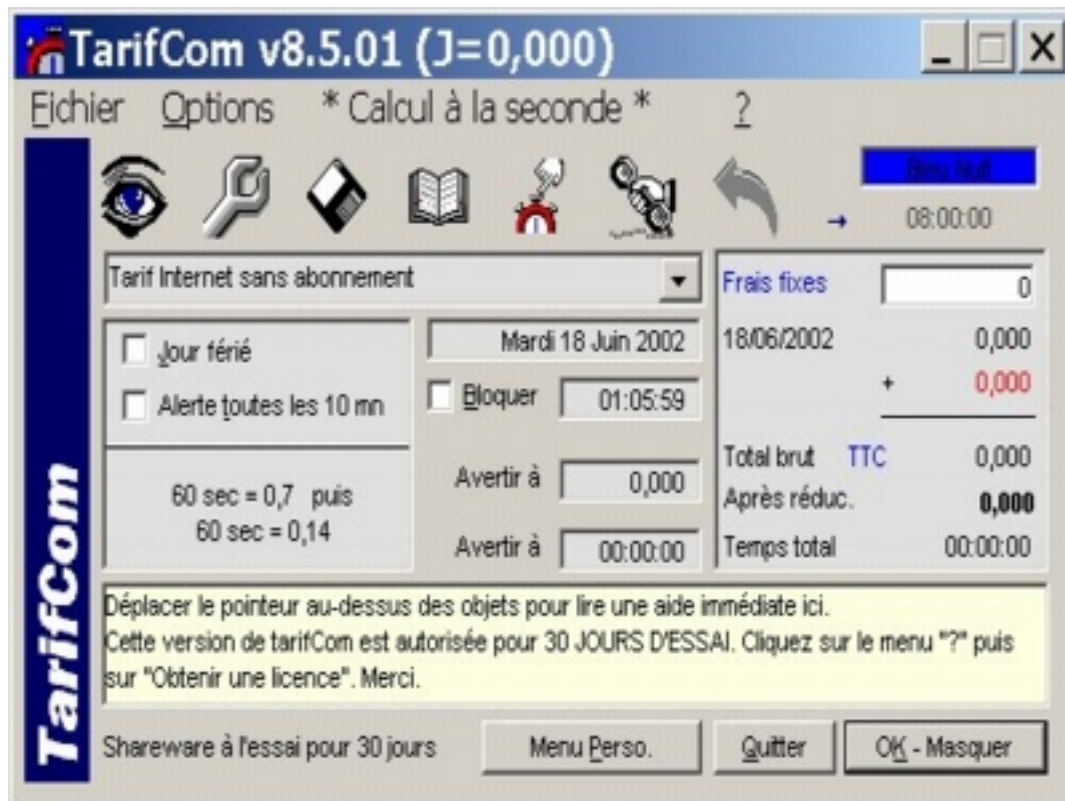 TarifCom v8.5.01 (J=0,000)
Fichier Options * Calcul à la seconde * ?
Bleu Nuit
08:00:00
Tarif Internet sans abonnement
Jour férié
Alerte toutes les 10 mn
60 sec = 0,7 puis
60 sec = 0,14
Mardi 18 Juin 2002
Bloquer 01:05:59
Avertir à 0,000
Avertir à 00:00:00
Frais fixes 0
18/06/2002 0,000
+ 0,000
Total brut TTC 0,000
Après réduc. 0,000
Temps total 00:00:00
TarifCom
Déplacer le pointeur au-dessus des objets pour lire une aide immédiate ici.
Cette version de tarifCom est autorisée pour 30 JOURS D'ESSAI. Cliquez sur le menu "?" puis
sur "Obtenir une licence". Merci.
Shareware à l'essai pour 30 jours
Menu Perso. Quitter OK - Masquer